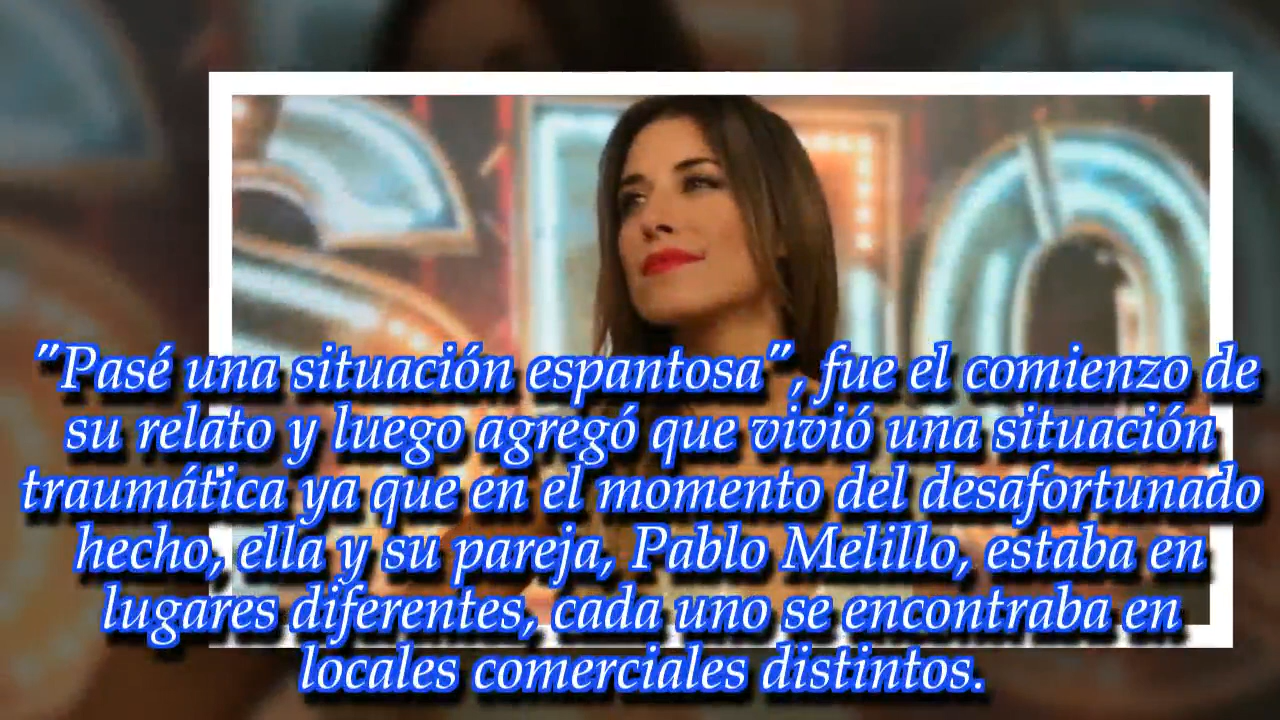 "Pasé una situación espantosa", fue el comienzo de
su relato y luego agregó que vivió una situación
traumática ya que en el momento del desafortunado
hecho, ella y su pareja, Pablo Melillo, estaba en
lugares diferentes, cada uno se encontraba en
locales comerciales distintos.